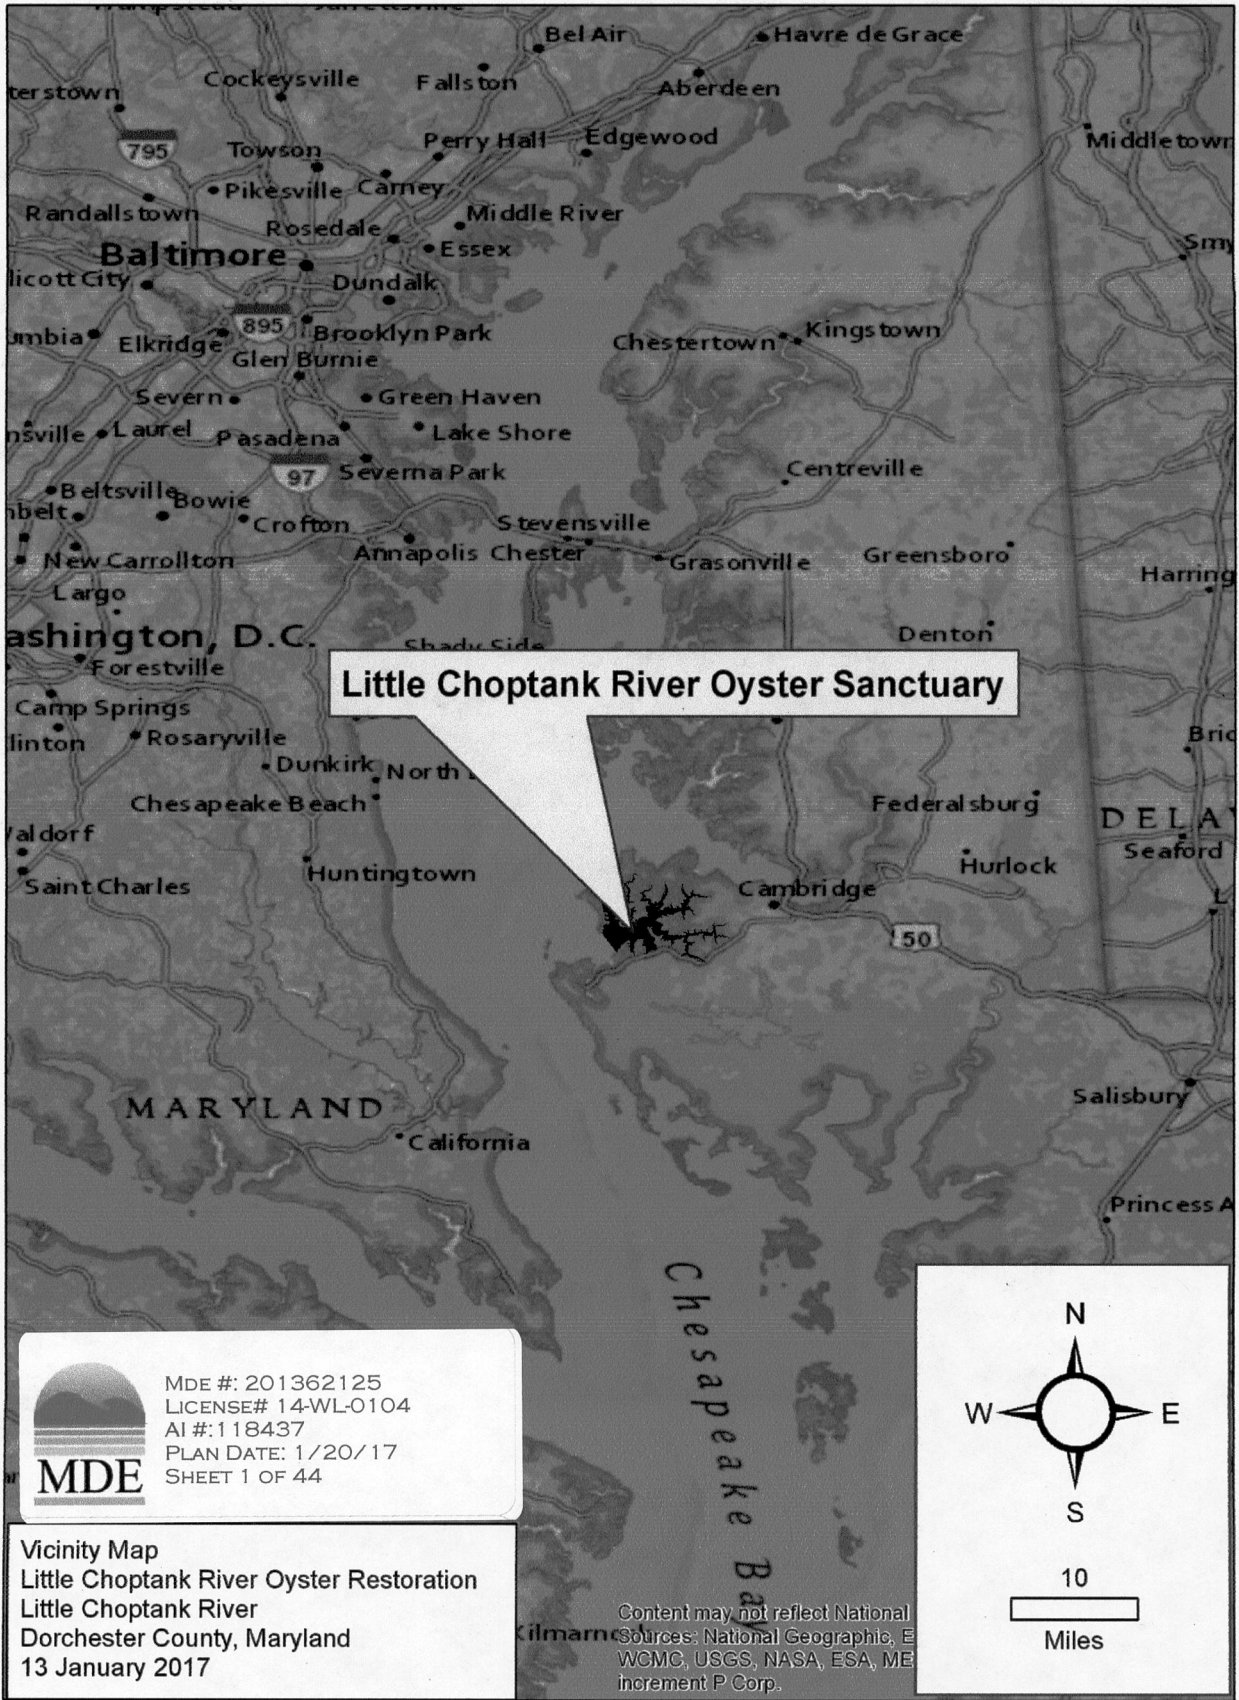 Bel Air
Havre de Grace
Cockeysville
Fallston
Aberdeen
terstown
795
Towson
Perry Hall
Edgewood
Middletown
Pikesville
Carney
Randallstown
Rosedale
Middle River
Baltimore
Essex
Smy
licott City
Dundalk
umbia
Elkridge
895
Brooklyn Park
Chestertown
Kingstown
Glen Burnie
Severn
Green Haven
nsville
Laurel
Pasadena
Lake Shore
97
Severna Park
Centreville
Beltsville
Bowie
nbelt
Crofton
Stevensville
New Carrollton
Annapolis
Chester
Grasonville
Greensboro
Harring
Largo
ashington, D.C.
Shady Side
Denton
Forestville
Little Choptank River Oyster Sanctuary
Camp Springs
linton
Rosaryville
Bric
Dunkirk
North
Chesapeake Beach
Federalsburg
DELAW
aldorf
Seaford
Saint Charles
Huntingtown
Cambridge
Hurlock
L
50
MARYLAND
California
Salisbury
Princess A
Chesapeake Bay
N
W
E
S
10
Miles
MDE
MDE #: 201362125
LICENSE# 14-WL-0104
AI #:118437
PLAN DATE: 1/20/17
SHEET 1 OF 44
Vicinity Map
Little Choptank River Oyster Restoration
Little Choptank River
Dorchester County, Maryland
13 January 2017
Content may not reflect National
Sources: National Geographic, E
WCMC, USGS, NASA, ESA, ME
increment P Corp.